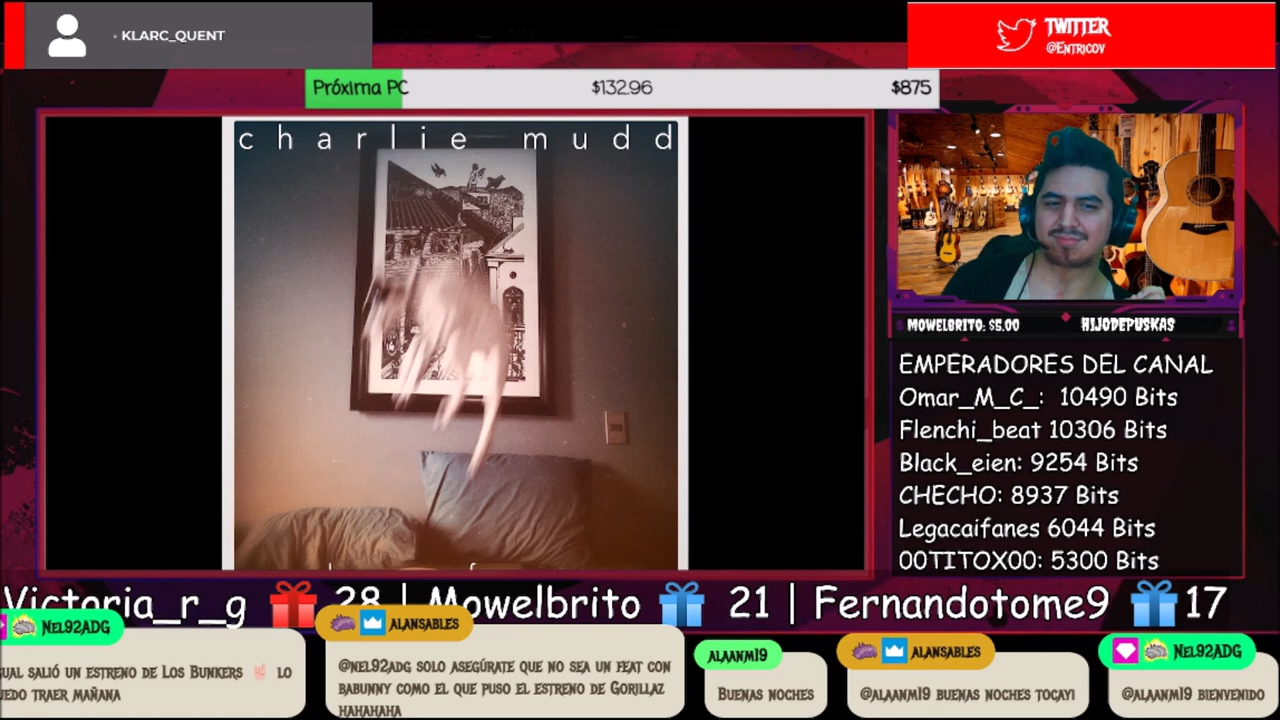 · KLARC_QUENT
TWITTER
@ENTRICOV
Próxima PC
$132.96
$875
charlie mudd
MOWELBRITO: $5.00
HIJODEPUSKAS
EMPERADORES DEL CANAL
Omar_M_C_: 10490 Bits
Flenchi_beat 10306 Bits
Black_eien: 9254 Bits
CHECHO: 8937 Bits
Legacaifanes 6044 Bits
00TITOX00: 5300 Bits
Victoria_r_g 28 | Mowelbrito 21 | Fernandotome9 17
NEL92ADG
SALIÓ UN ESTRENO DE LOS BUNKERS LO
TRAER MAÑANA
ALANSABLES
@NEL92ADG SOLO ASEGÚRATE QUE NO SEA UN FEAT CON
BABUNNY COMO EL QUE PUSO EL ESTRENO DE GORILLAZ
HAHAHAHA
ALAANM19
BUENAS NOCHES
ALANSABLES
@ALAANM19 BUENAS NOCHES TOCAYI
NEL92ADG
@ALAANM19 BIENVENIDO